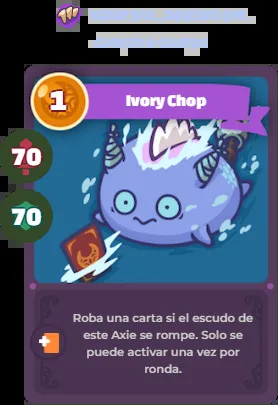 1
Ivory Chop
70
70
Roba una carta si el escudo de
este Axie se rompe. Solo se
puede activar una vez por
ronda.